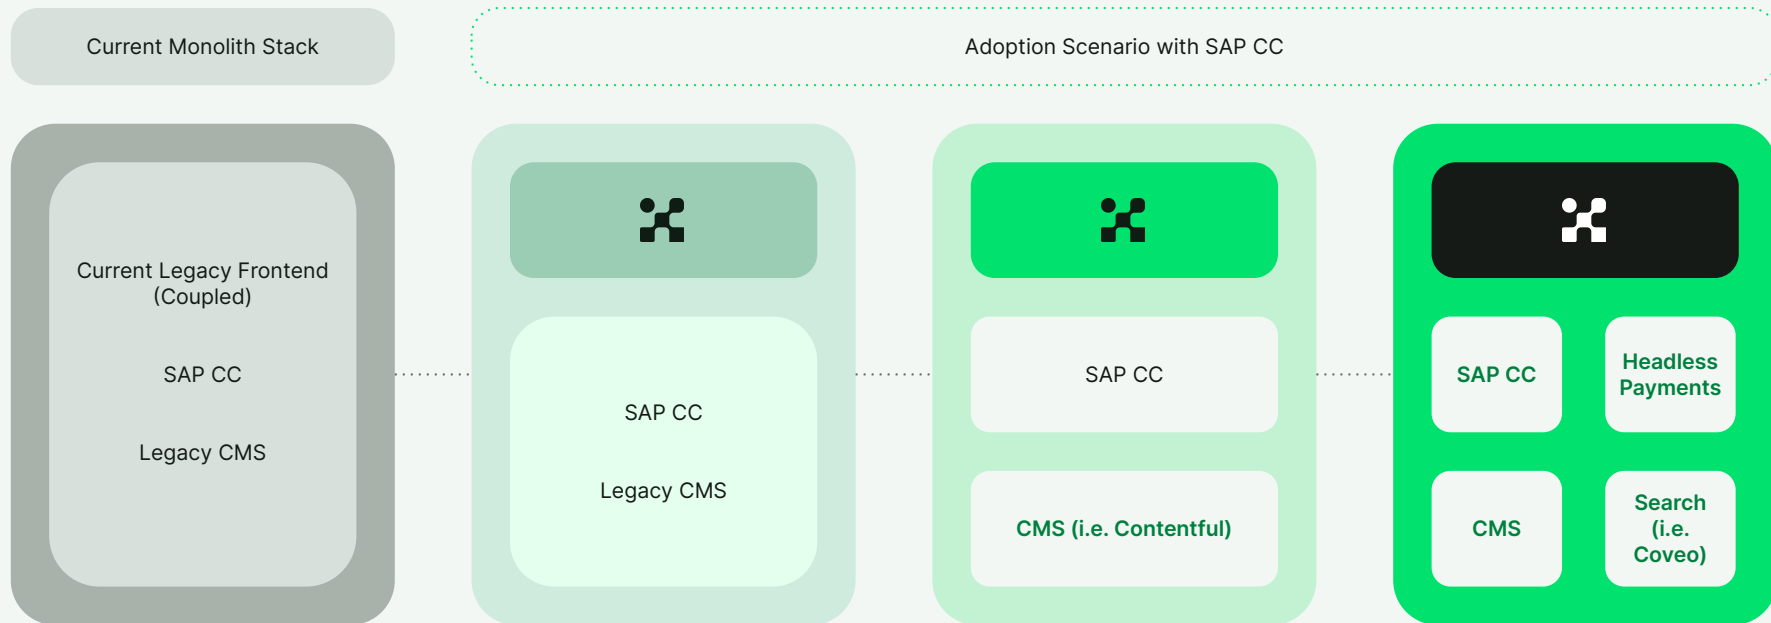 Current Monolith Stack
Adoption Scenario with SAP CC
Current Legacy Frontend
(Coupled)
SAP CC
Legacy CMS
SAP CC
Legacy CMS
SAP CC
CMS (i.e. Contentful)
SAP CC
Headless
Payments
CMS
Search
(i.e.
Coveo)